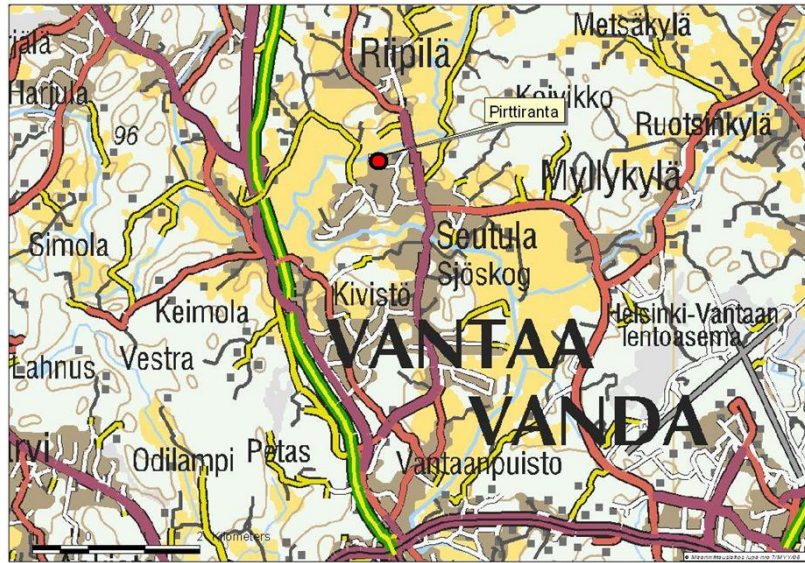 Metsäkylä
Riipilä
Harjula
Koivikko
Pirttiranta
96
Ruotsinkylä
Myllykylä
Simola
Seutula
Sjöskog
Keimola
Kivistö
Helsinki-Vantaan
lentoasema
VANTAA
Lahnus
Vestra
VANDA
Odilampi
Petas
Vantaanpuisto
0
2 Kilometers